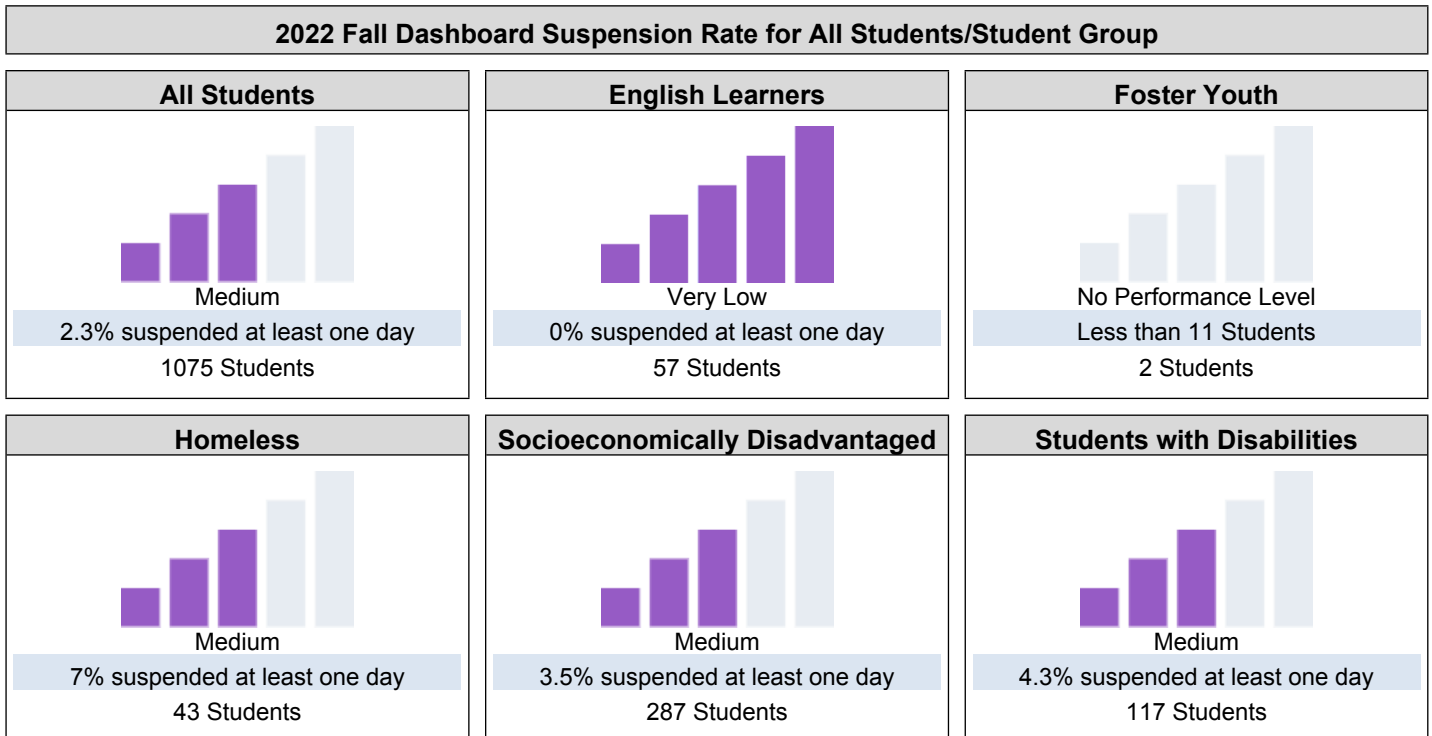 2022 Fall Dashboard Suspension Rate for All Students/Student Group
All Students
Medium
2.3% suspended at least one day
1075 Students
English Learners
Very Low
0% suspended at least one day
57 Students
Foster Youth
No Performance Level
Less than 11 Students
2 Students
Homeless
Medium
7% suspended at least one day
43 Students
Socioeconomically Disadvantaged
Medium
3.5% suspended at least one day
287 Students
Students with Disabilities
Medium
4.3% suspended at least one day
117 Students